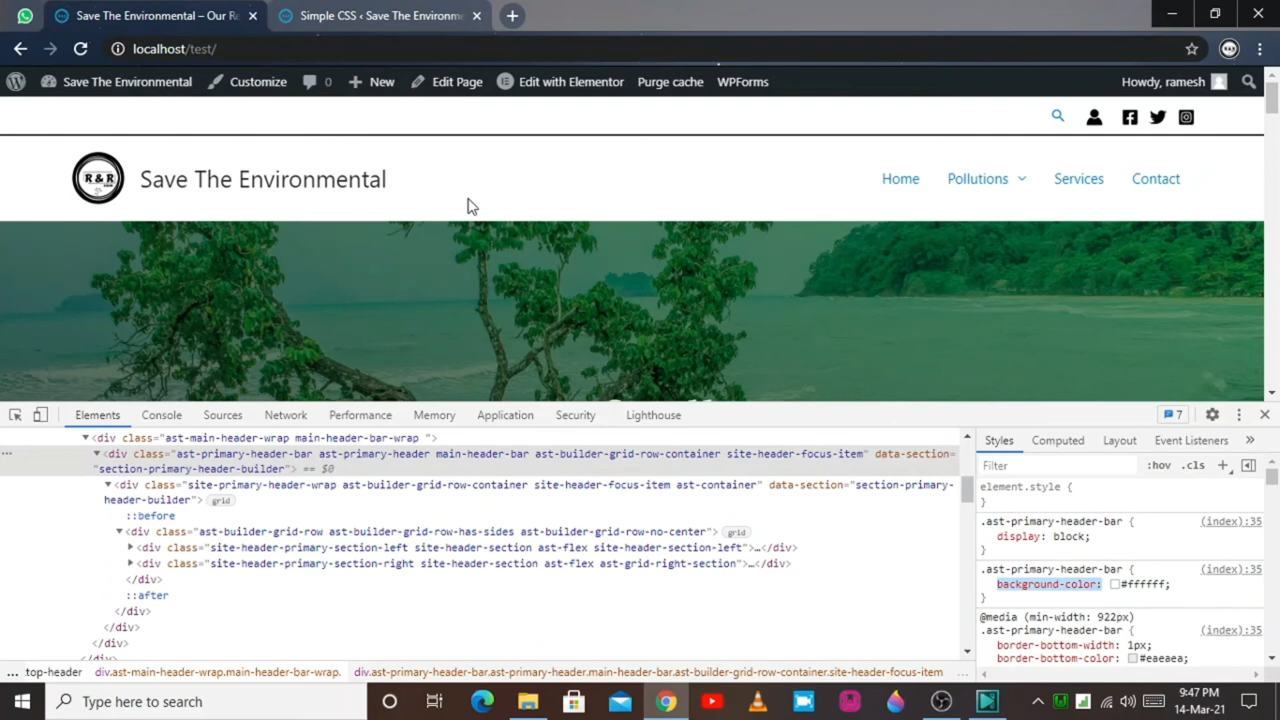 Save The Environmental – Our R
Simple CSS ‹ Save The Environme
localhost/test/
Save The Environmental
Customize
0
New
Edit Page
Edit with Elementor
Purge cache
WPForms
Howdy, ramesh
R&R
Save The Environmental
Home
Pollutions
Services
Contact
Elements
Console
Sources
Network
Performance
Memory
Application
Security
Lighthouse
7
▼<div class="ast-main-header-wrap main-header-bar-wrap ">
▼<div class="ast-primary-header-bar ast-primary-header main-header-bar ast-builder-grid-row-container site-header-focus-item" data-section=
"section-primary-header-builder"> == $0
▼<div class="site-primary-header-wrap ast-builder-grid-row-container site-header-focus-item ast-container" data-section="section-primary-
header-builder"> grid
::before
▼<div class="ast-builder-grid-row ast-builder-grid-row-has-sides ast-builder-grid-row-no-center"> grid
▶<div class="site-header-primary-section-left site-header-section ast-flex site-header-section-left">…</div>
▶<div class="site-header-primary-section-right site-header-section ast-flex ast-grid-right-section">…</div>
</div>
::after
</div>
</div>
</div>
</div>
... top-header
div.ast-main-header-wrap.main-header-bar-wrap.
div.ast-primary-header-bar.ast-primary-header.main-header-bar.ast-builder-grid-row-container.site-header-focus-item
...
Styles
Computed
Layout
Event Listeners
»
Filter
:hov .cls +
element.style {
}
.ast-primary-header-bar { (index):35
display: block;
}
.ast-primary-header-bar { (index):35
background-color: #ffffff;
}
@media (min-width: 922px)
.ast-primary-header-bar { (index):35
border-bottom-width: 1px;
border-bottom-color: #eaeaea;
Type here to search
9:47 PM
14-Mar-21